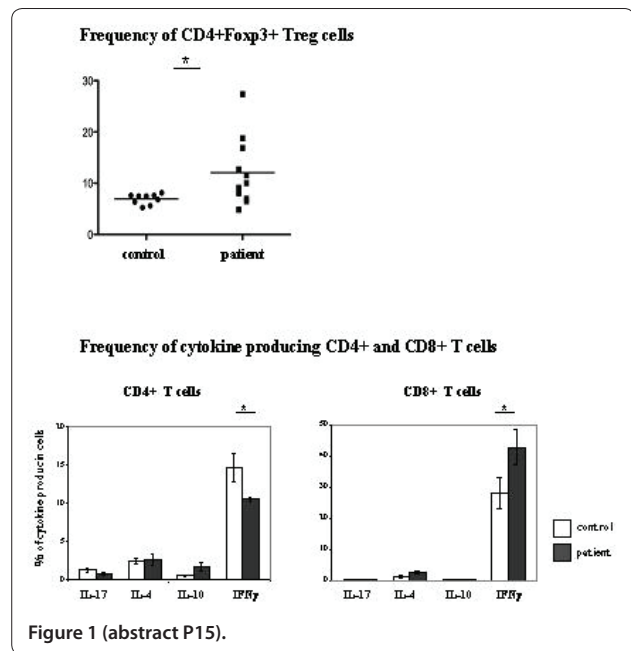 Frequency of CD4+Foxp3+ Treg cells
*
30
20
10
0
control
patient
Frequency of cytokine producing CD4+ and CD8+ T cells
CD4+ T cells
CD8+ T cells
% of cytokine producin cells
*
15
10
5
0
IL-17
IL-4
IL-10
IFNγ
*
50
40
30
20
10
0
IL-17
IL-4
IL-10
IFNγ
control
patient
Figure 1 (abstract P15).